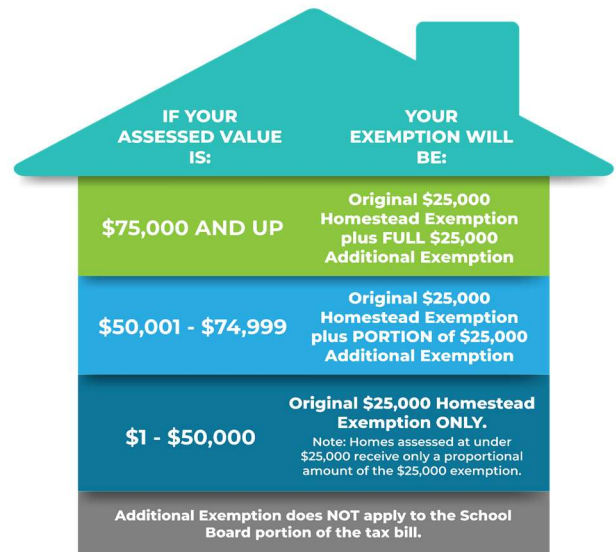 IF YOUR
ASSESSED VALUE
IS:
YOUR
EXEMPTION WILL
BE:
$75,000 AND UP
Original $25,000
Homestead Exemption
plus FULL $25,000
Additional Exemption
$50,001 - $74,999
Original $25,000
Homestead Exemption
plus PORTION of $25,000
Additional Exemption
$1 - $50,000
Original $25,000 Homestead
Exemption ONLY.
Note: Homes assessed at under
$25,000 receive only a proportional
amount of the $25,000 exemption.
Additional Exemption does NOT apply to the School
Board portion of the tax bill.